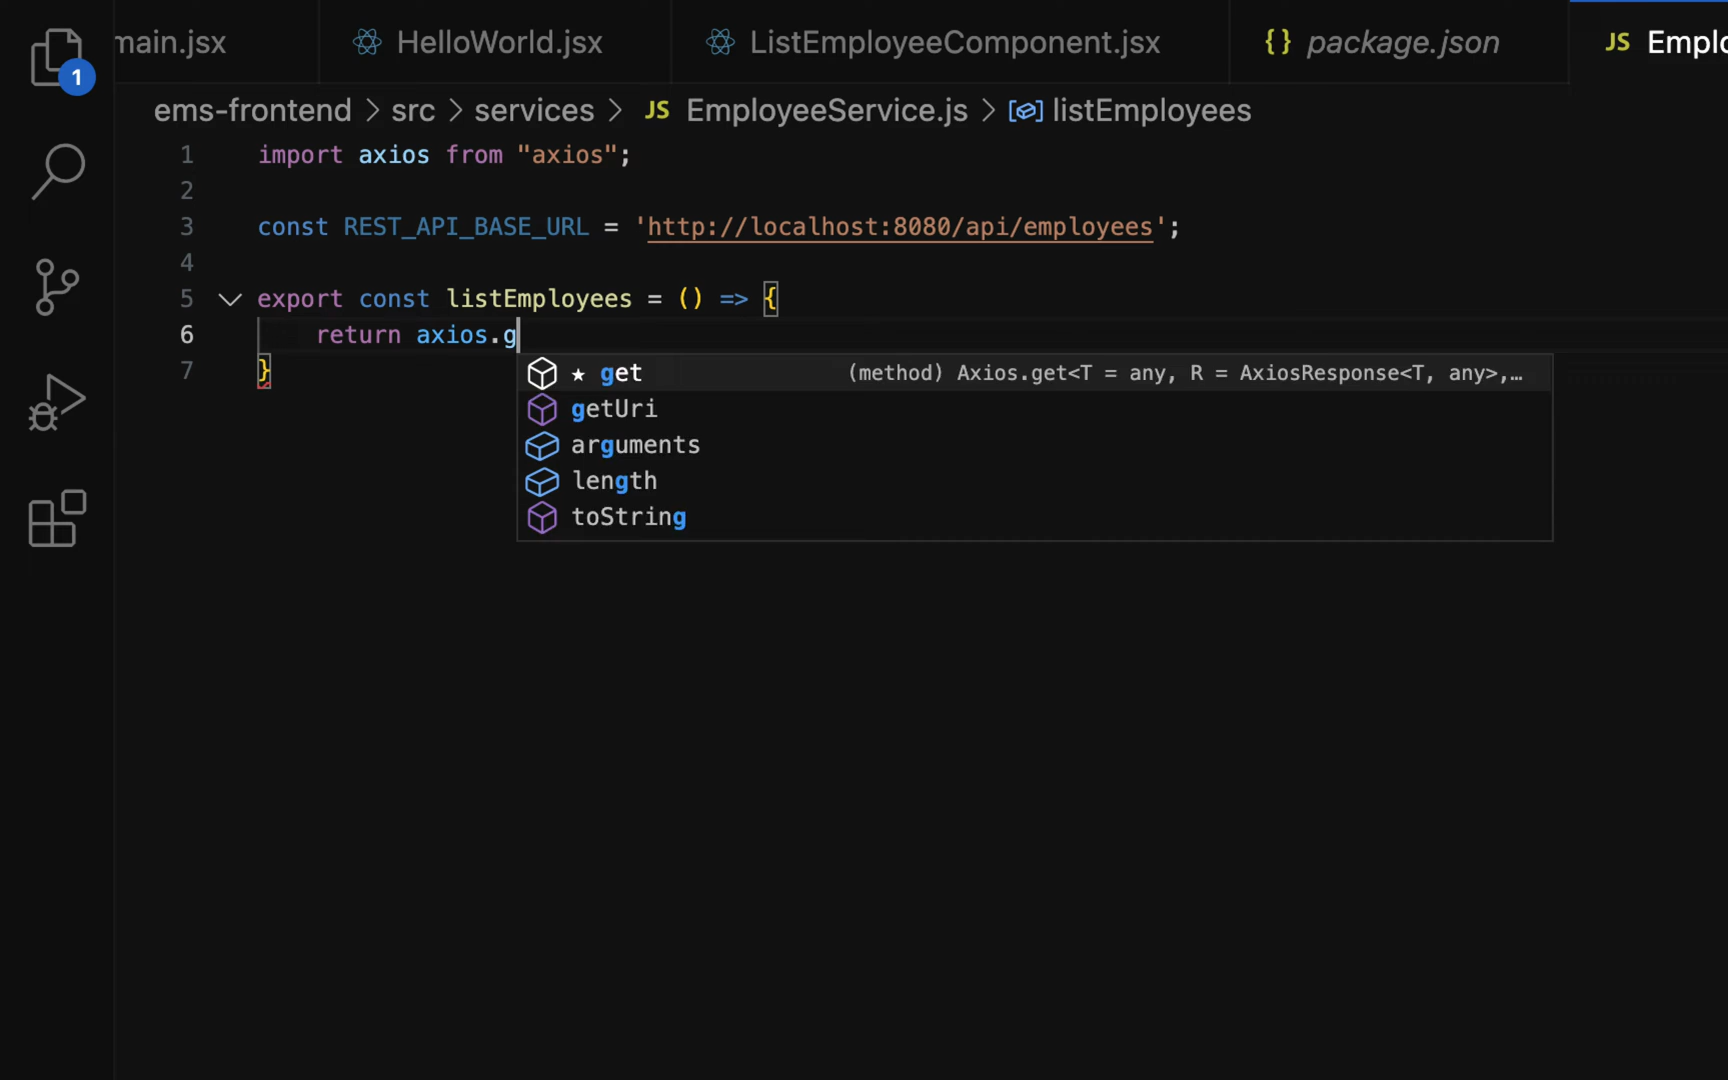 main.jsx HelloWorld.jsx ListEmployeeComponent.jsx {} package.json JS Emplo
1
ems-frontend > src > services > JS EmployeeService.js > listEmployees
1 import axios from "axios";
2
3 const REST_API_BASE_URL = 'http://localhost:8080/api/employees';
4
5 export const listEmployees = () => {
6 return axios.g
7 }
get (method) Axios.get<T = any, R = AxiosResponse<T, any>,…
getUri
arguments
length
toString